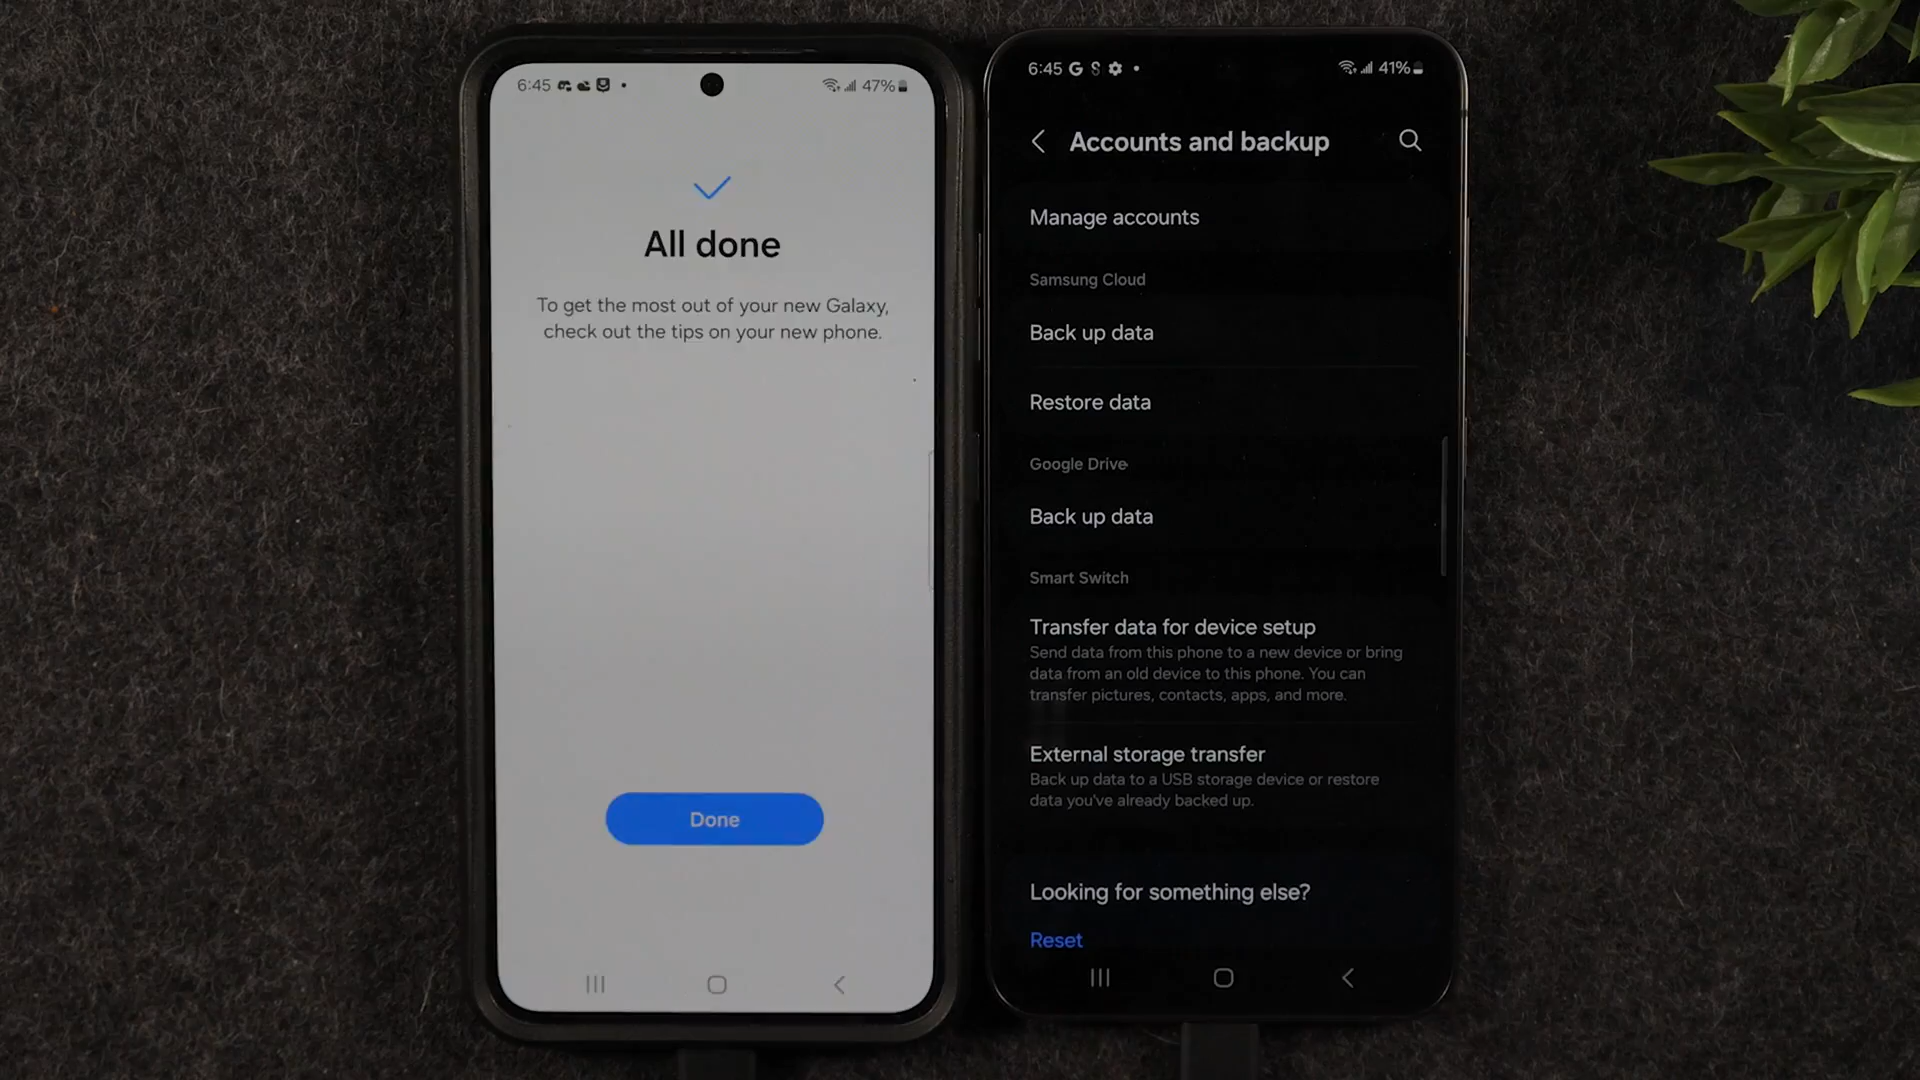 6:45
47%
All done
To get the most out of your new Galaxy,
check out the tips on your new phone.
Done
6:45 G
41%
Accounts and backup
Manage accounts
Samsung Cloud
Back up data
Restore data
Google Drive
Back up data
Smart Switch
Transfer data for device setup
Send data from this phone to a new device or bring
data from an old device to this phone. You can
transfer pictures, contacts, apps, and more.
External storage transfer
Back up data to a USB storage device or restore
data you've already backed up.
Looking for something else?
Reset